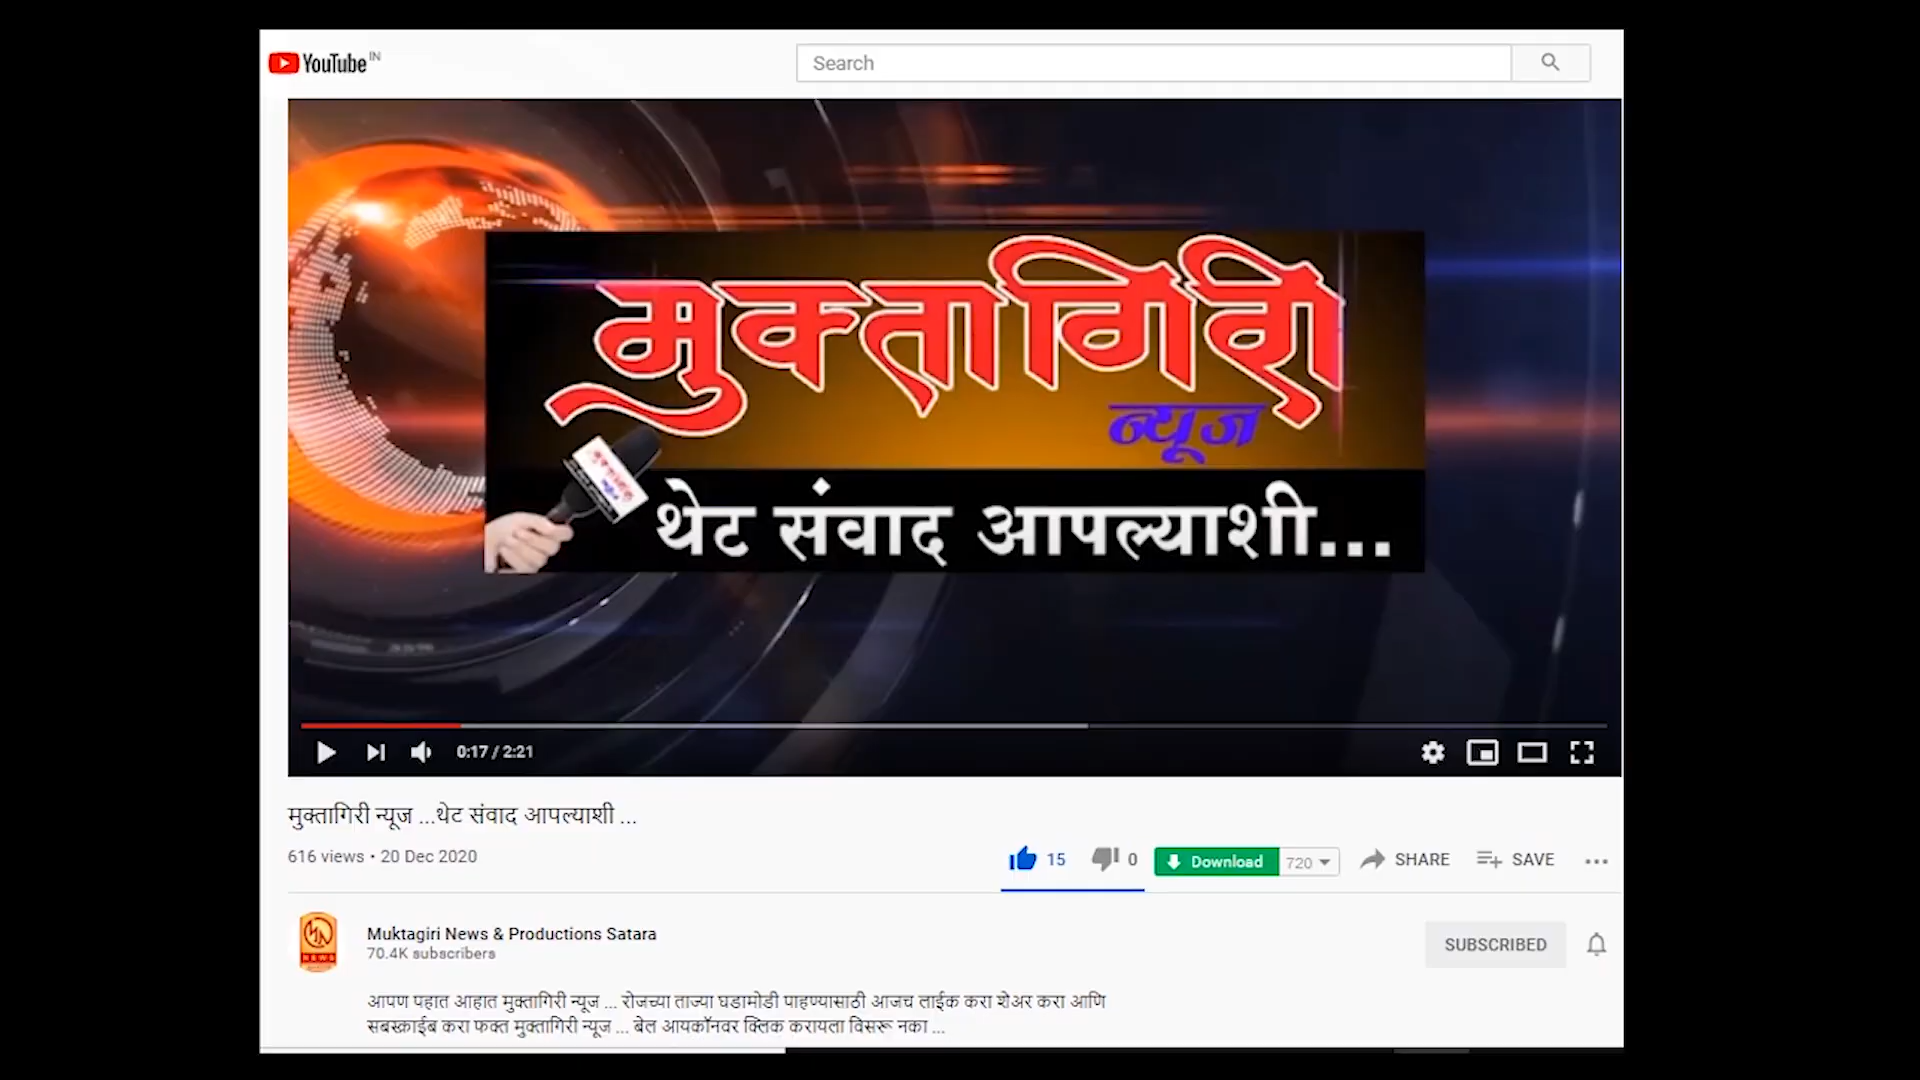 YouTube IN
Search
मुक्तागिरी
न्यूज
थेट संवाद आपल्याशी...
0:17 / 2:21
मुक्तागिरी न्यूज ...थेट संवाद आपल्याशी ...
616 views • 20 Dec 2020
15
0
Download
720
SHARE
SAVE
Muktagiri News & Productions Satara
NEWS
70.4K subscribers
SUBSCRIBED
आपण पहात आहात मुक्तागिरी न्यूज ... रोजच्या ताज्या घडामोडी पाहण्यासाठी आजच लाईक करा शेअर करा आणि
सबस्क्राईब करा फक्त मुक्तागिरी न्यूज ... बेल आयकॉनवर क्लिक करायला विसरू नका ...